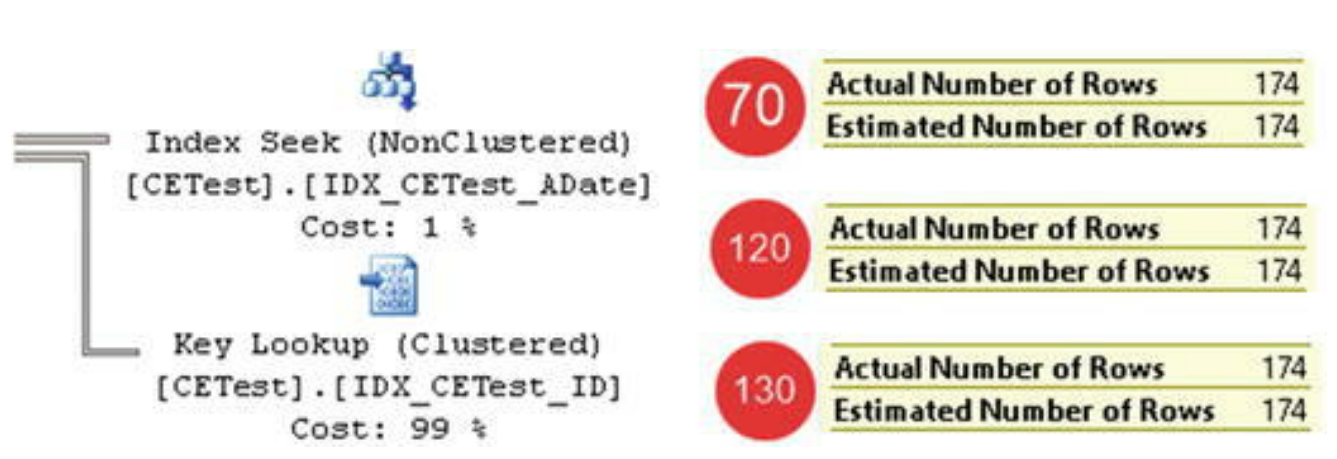 Index Seek (NonClustered)
[CETest].[IDX_CETest_ADate]
Cost: 1 %
Key Lookup (Clustered)
[CETest].[IDX_CETest_ID]
Cost: 99 %
70
Actual Number of Rows 174
Estimated Number of Rows 174
120
Actual Number of Rows 174
Estimated Number of Rows 174
130
Actual Number of Rows 174
Estimated Number of Rows 174